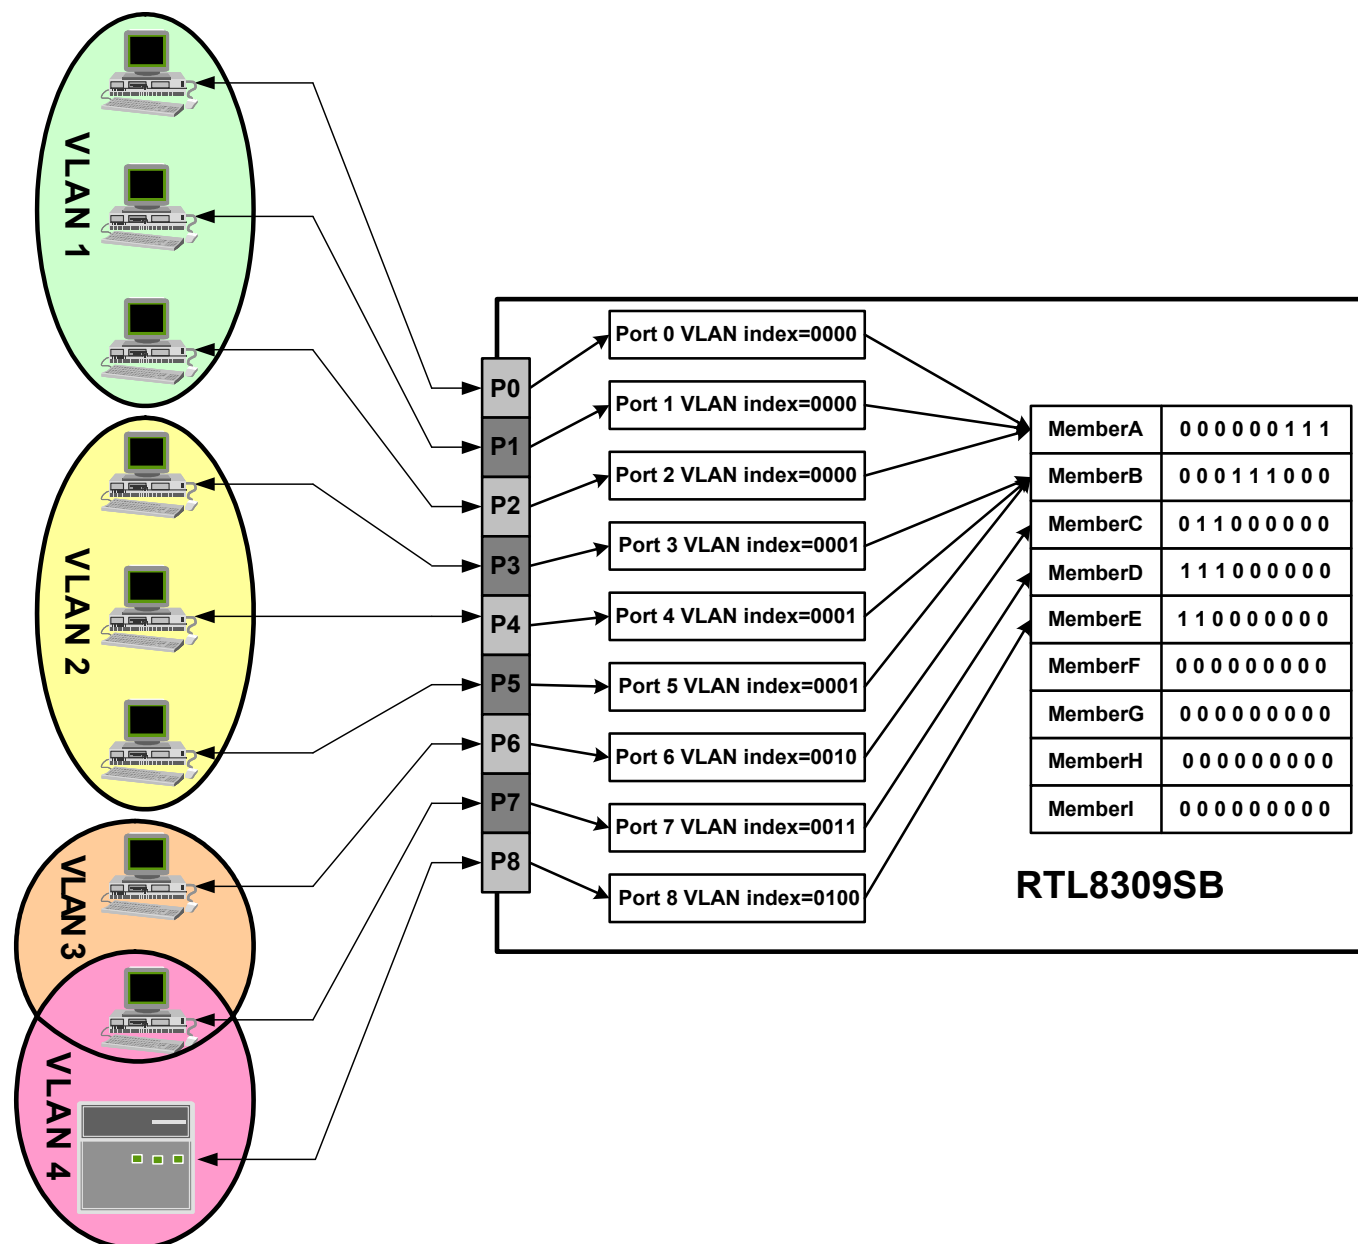 VLAN 1
VLAN 2
VLAN 3
VLAN 4
P0
P1
P2
P3
P4
P5
P6
P7
P8
Port 0 VLAN index=0000
Port 1 VLAN index=0000
Port 2 VLAN index=0000
Port 3 VLAN index=0001
Port 4 VLAN index=0001
Port 5 VLAN index=0001
Port 6 VLAN index=0010
Port 7 VLAN index=0011
Port 8 VLAN index=0100
MemberA 0 0 0 0 0 0 1 1 1
MemberB 0 0 0 1 1 1 0 0 0
MemberC 0 1 1 0 0 0 0 0 0
MemberD 1 1 1 0 0 0 0 0 0
MemberE 1 1 0 0 0 0 0 0 0
MemberF 0 0 0 0 0 0 0 0 0
MemberG 0 0 0 0 0 0 0 0 0
MemberH 0 0 0 0 0 0 0 0 0
MemberI 0 0 0 0 0 0 0 0 0
RTL8309SB